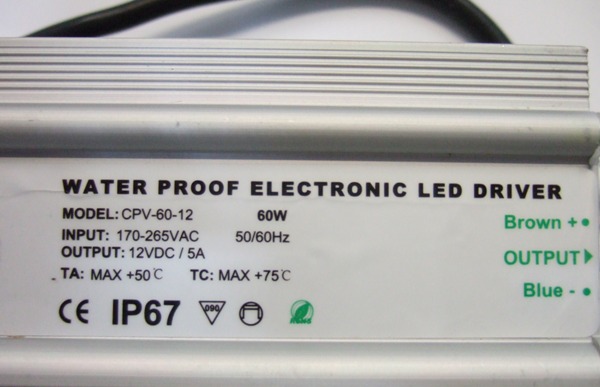 WATER PROOF ELECTRONIC LED DRIVER
MODEL: CPV-60-12 60W
INPUT: 170-265VAC 50/60Hz
OUTPUT: 12VDC / 5A
TA: MAX +50℃ TC: MAX +75℃
CE IP67 090
Brown +
OUTPUT
Blue -